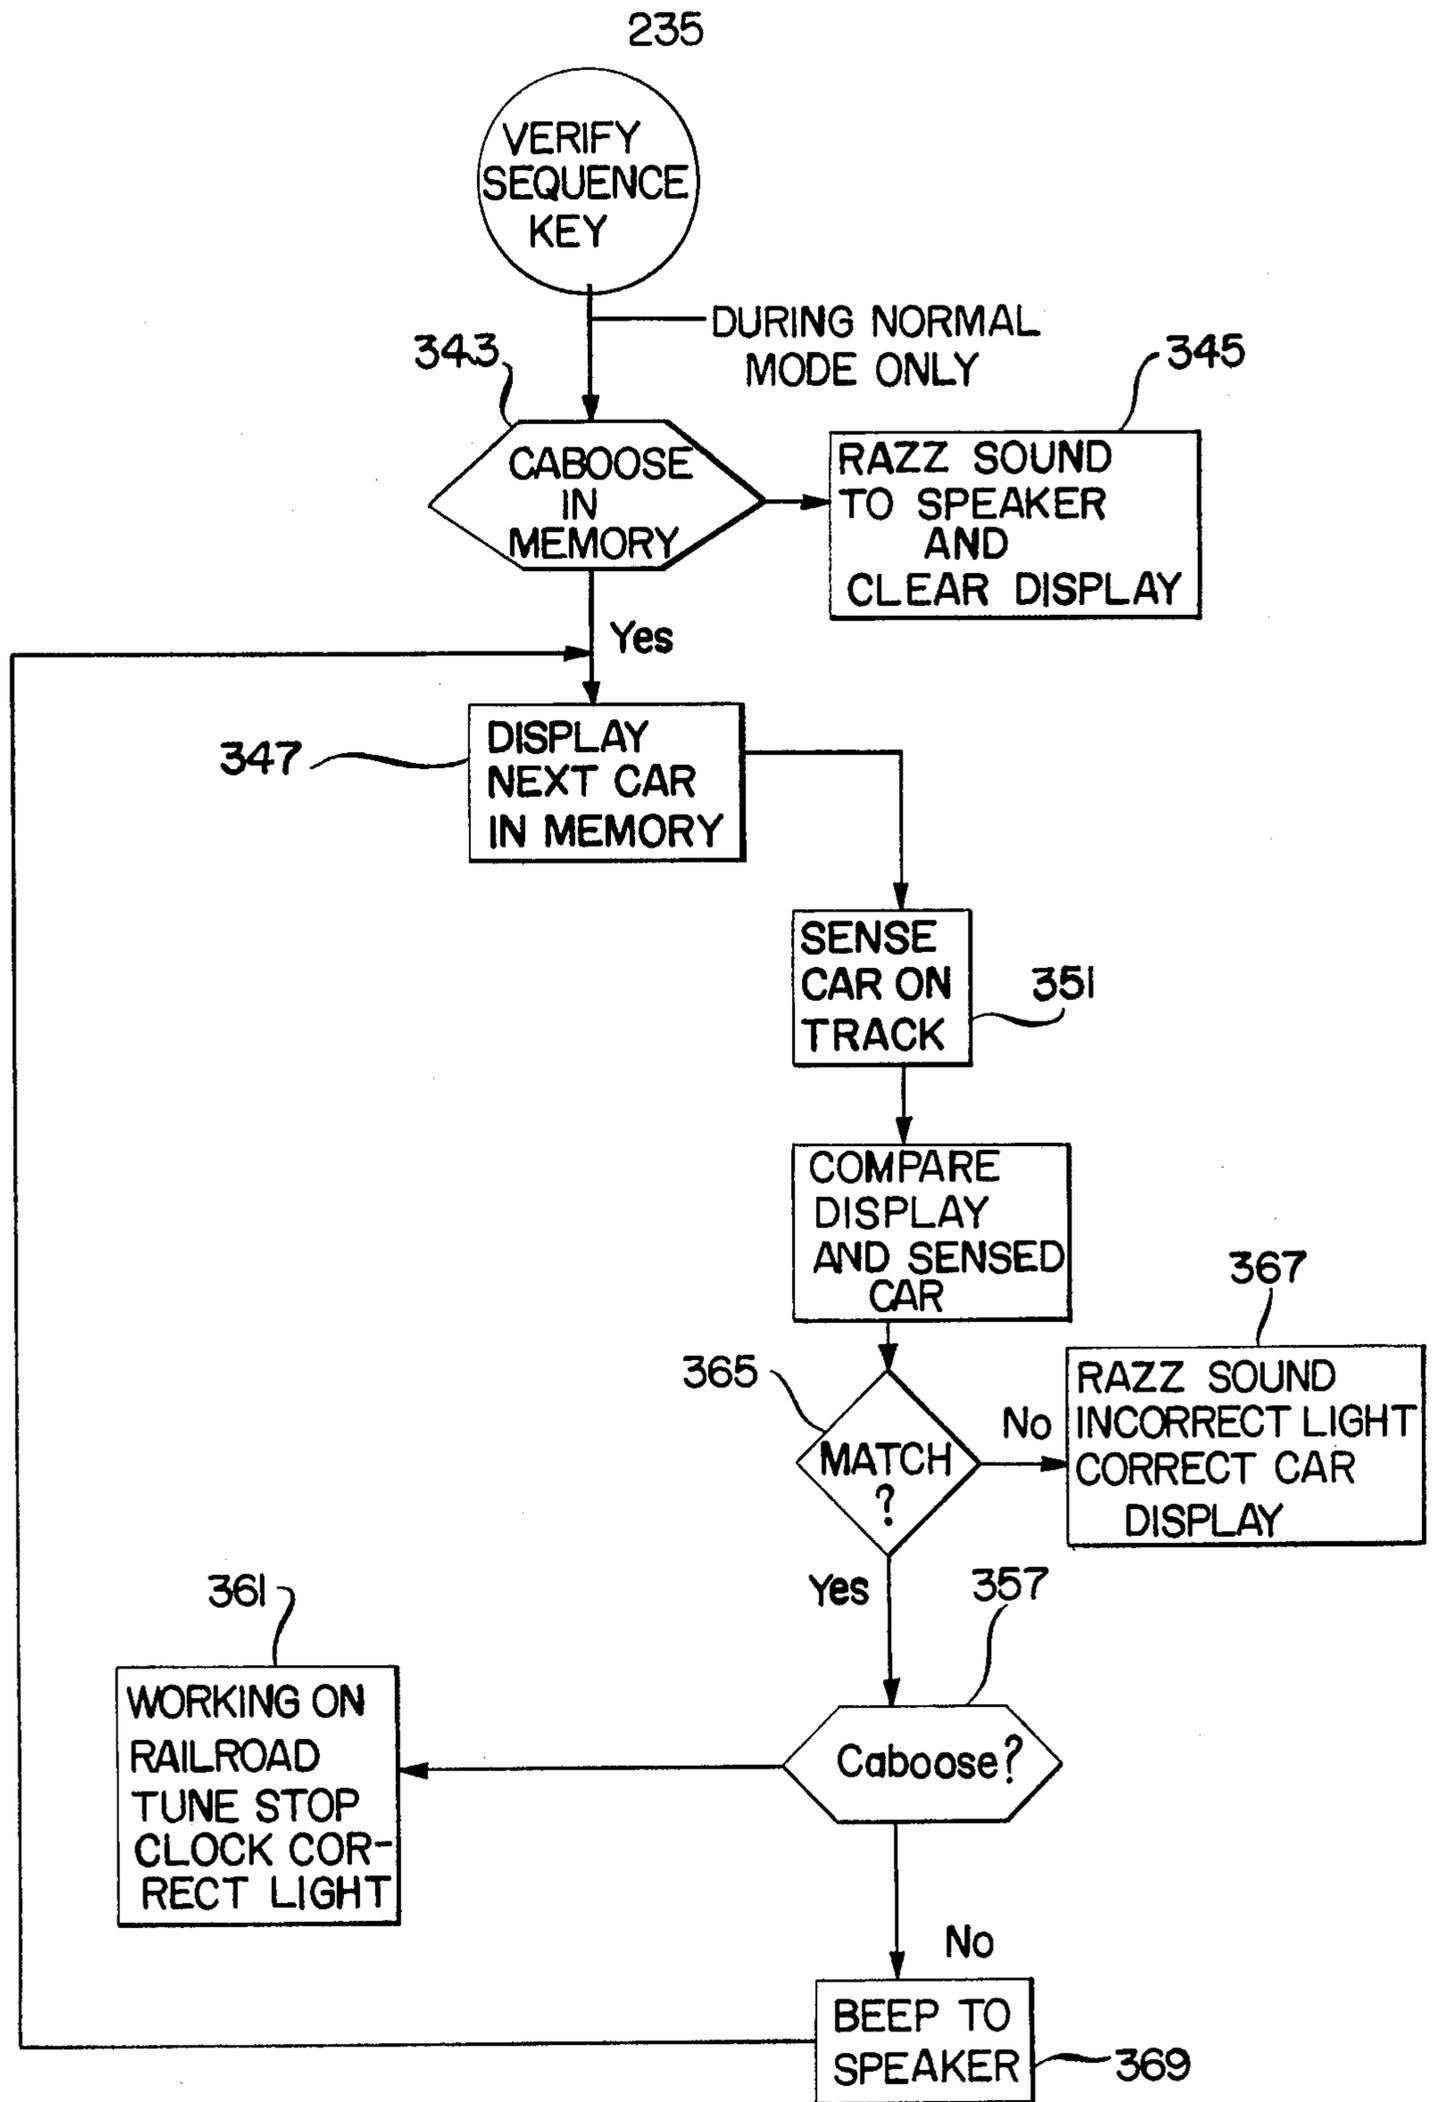 235
VERIFY
SEQUENCE
KEY
DURING NORMAL
MODE ONLY
343
CABOOSE
IN
MEMORY
345
RAZZ SOUND
TO SPEAKER
AND
CLEAR DISPLAY
Yes
347
DISPLAY
NEXT CAR
IN MEMORY
SENSE
CAR ON
TRACK
351
COMPARE
DISPLAY
AND SENSED
CAR
365
MATCH
?
No
367
RAZZ SOUND
INCORRECT LIGHT
CORRECT CAR
DISPLAY
Yes
357
Caboose?
361
WORKING ON
RAILROAD
TUNE STOP
CLOCK COR-
RECT LIGHT
No
BEEP TO
SPEAKER
369